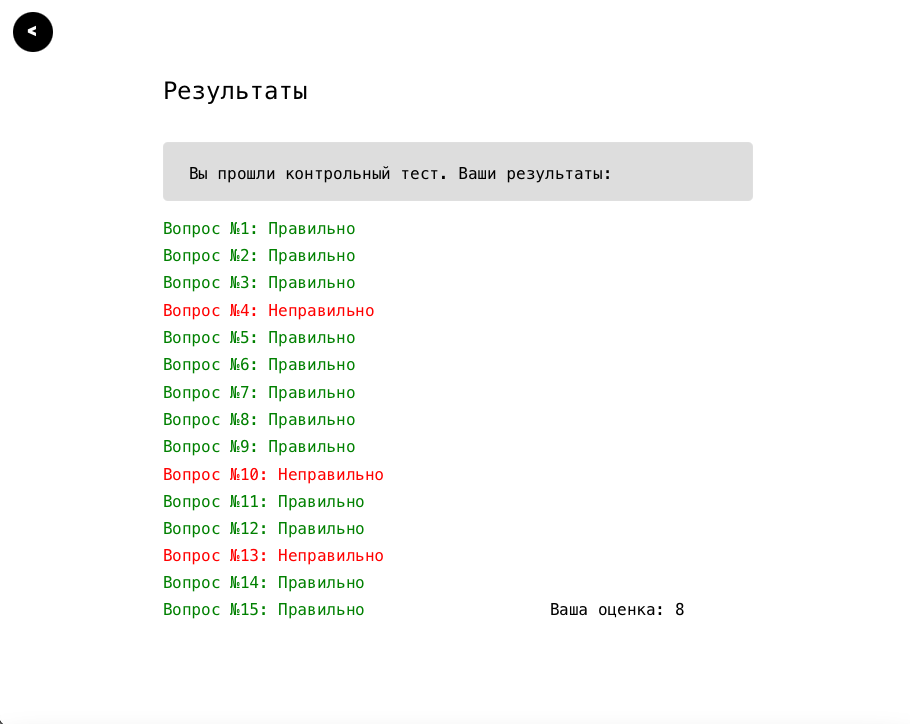 <
Результаты
Вы прошли контрольный тест. Ваши результаты:
Вопрос №1: Правильно
Вопрос №2: Правильно
Вопрос №3: Правильно
Вопрос №4: Неправильно
Вопрос №5: Правильно
Вопрос №6: Правильно
Вопрос №7: Правильно
Вопрос №8: Правильно
Вопрос №9: Правильно
Вопрос №10: Неправильно
Вопрос №11: Правильно
Вопрос №12: Правильно
Вопрос №13: Неправильно
Вопрос №14: Правильно
Вопрос №15: Правильно Ваша оценка: 8